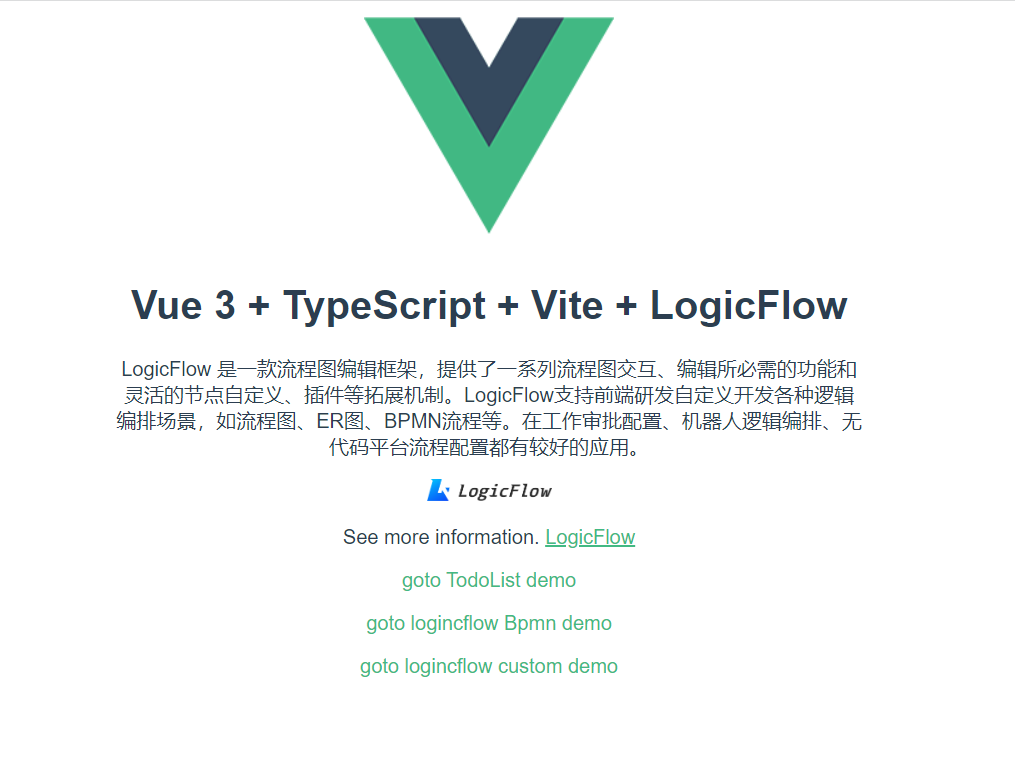 Vue 3 + TypeScript + Vite + LogicFlow
LogicFlow 是一款流程图编辑框架，提供了一系列流程图交互、编辑所必需的功能和
灵活的节点自定义、插件等拓展机制。LogicFlow支持前端研发自定义开发各种逻辑
编排场景，如流程图、ER图、BPMN流程等。在工作审批配置、机器人逻辑编排、无
代码平台流程配置都有较好的应用。
LogicFlow
See more information. LogicFlow
goto TodoList demo
goto logincflow Bpmn demo
goto logincflow custom demo